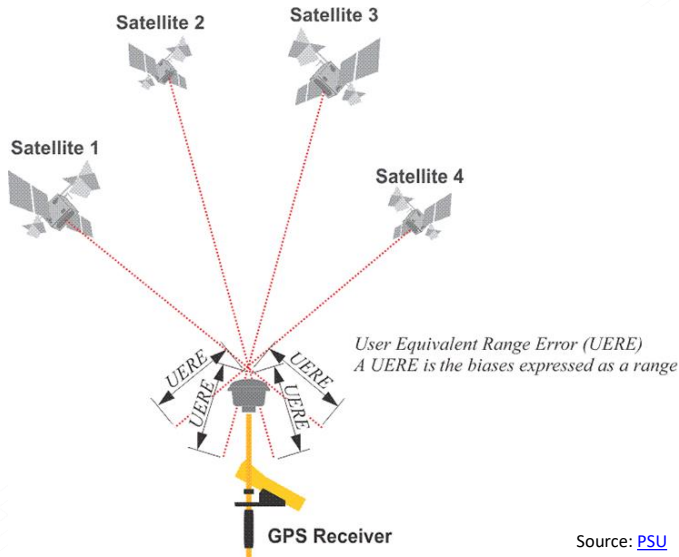 Satellite 3
Satellite 2
Satellite 1
Satellite 4
User Equivalent Range Error (UERE)
A UERE is the biases expressed as a range
UERE
UERE
UERE
UERE
GPS Receiver
Source: PSU